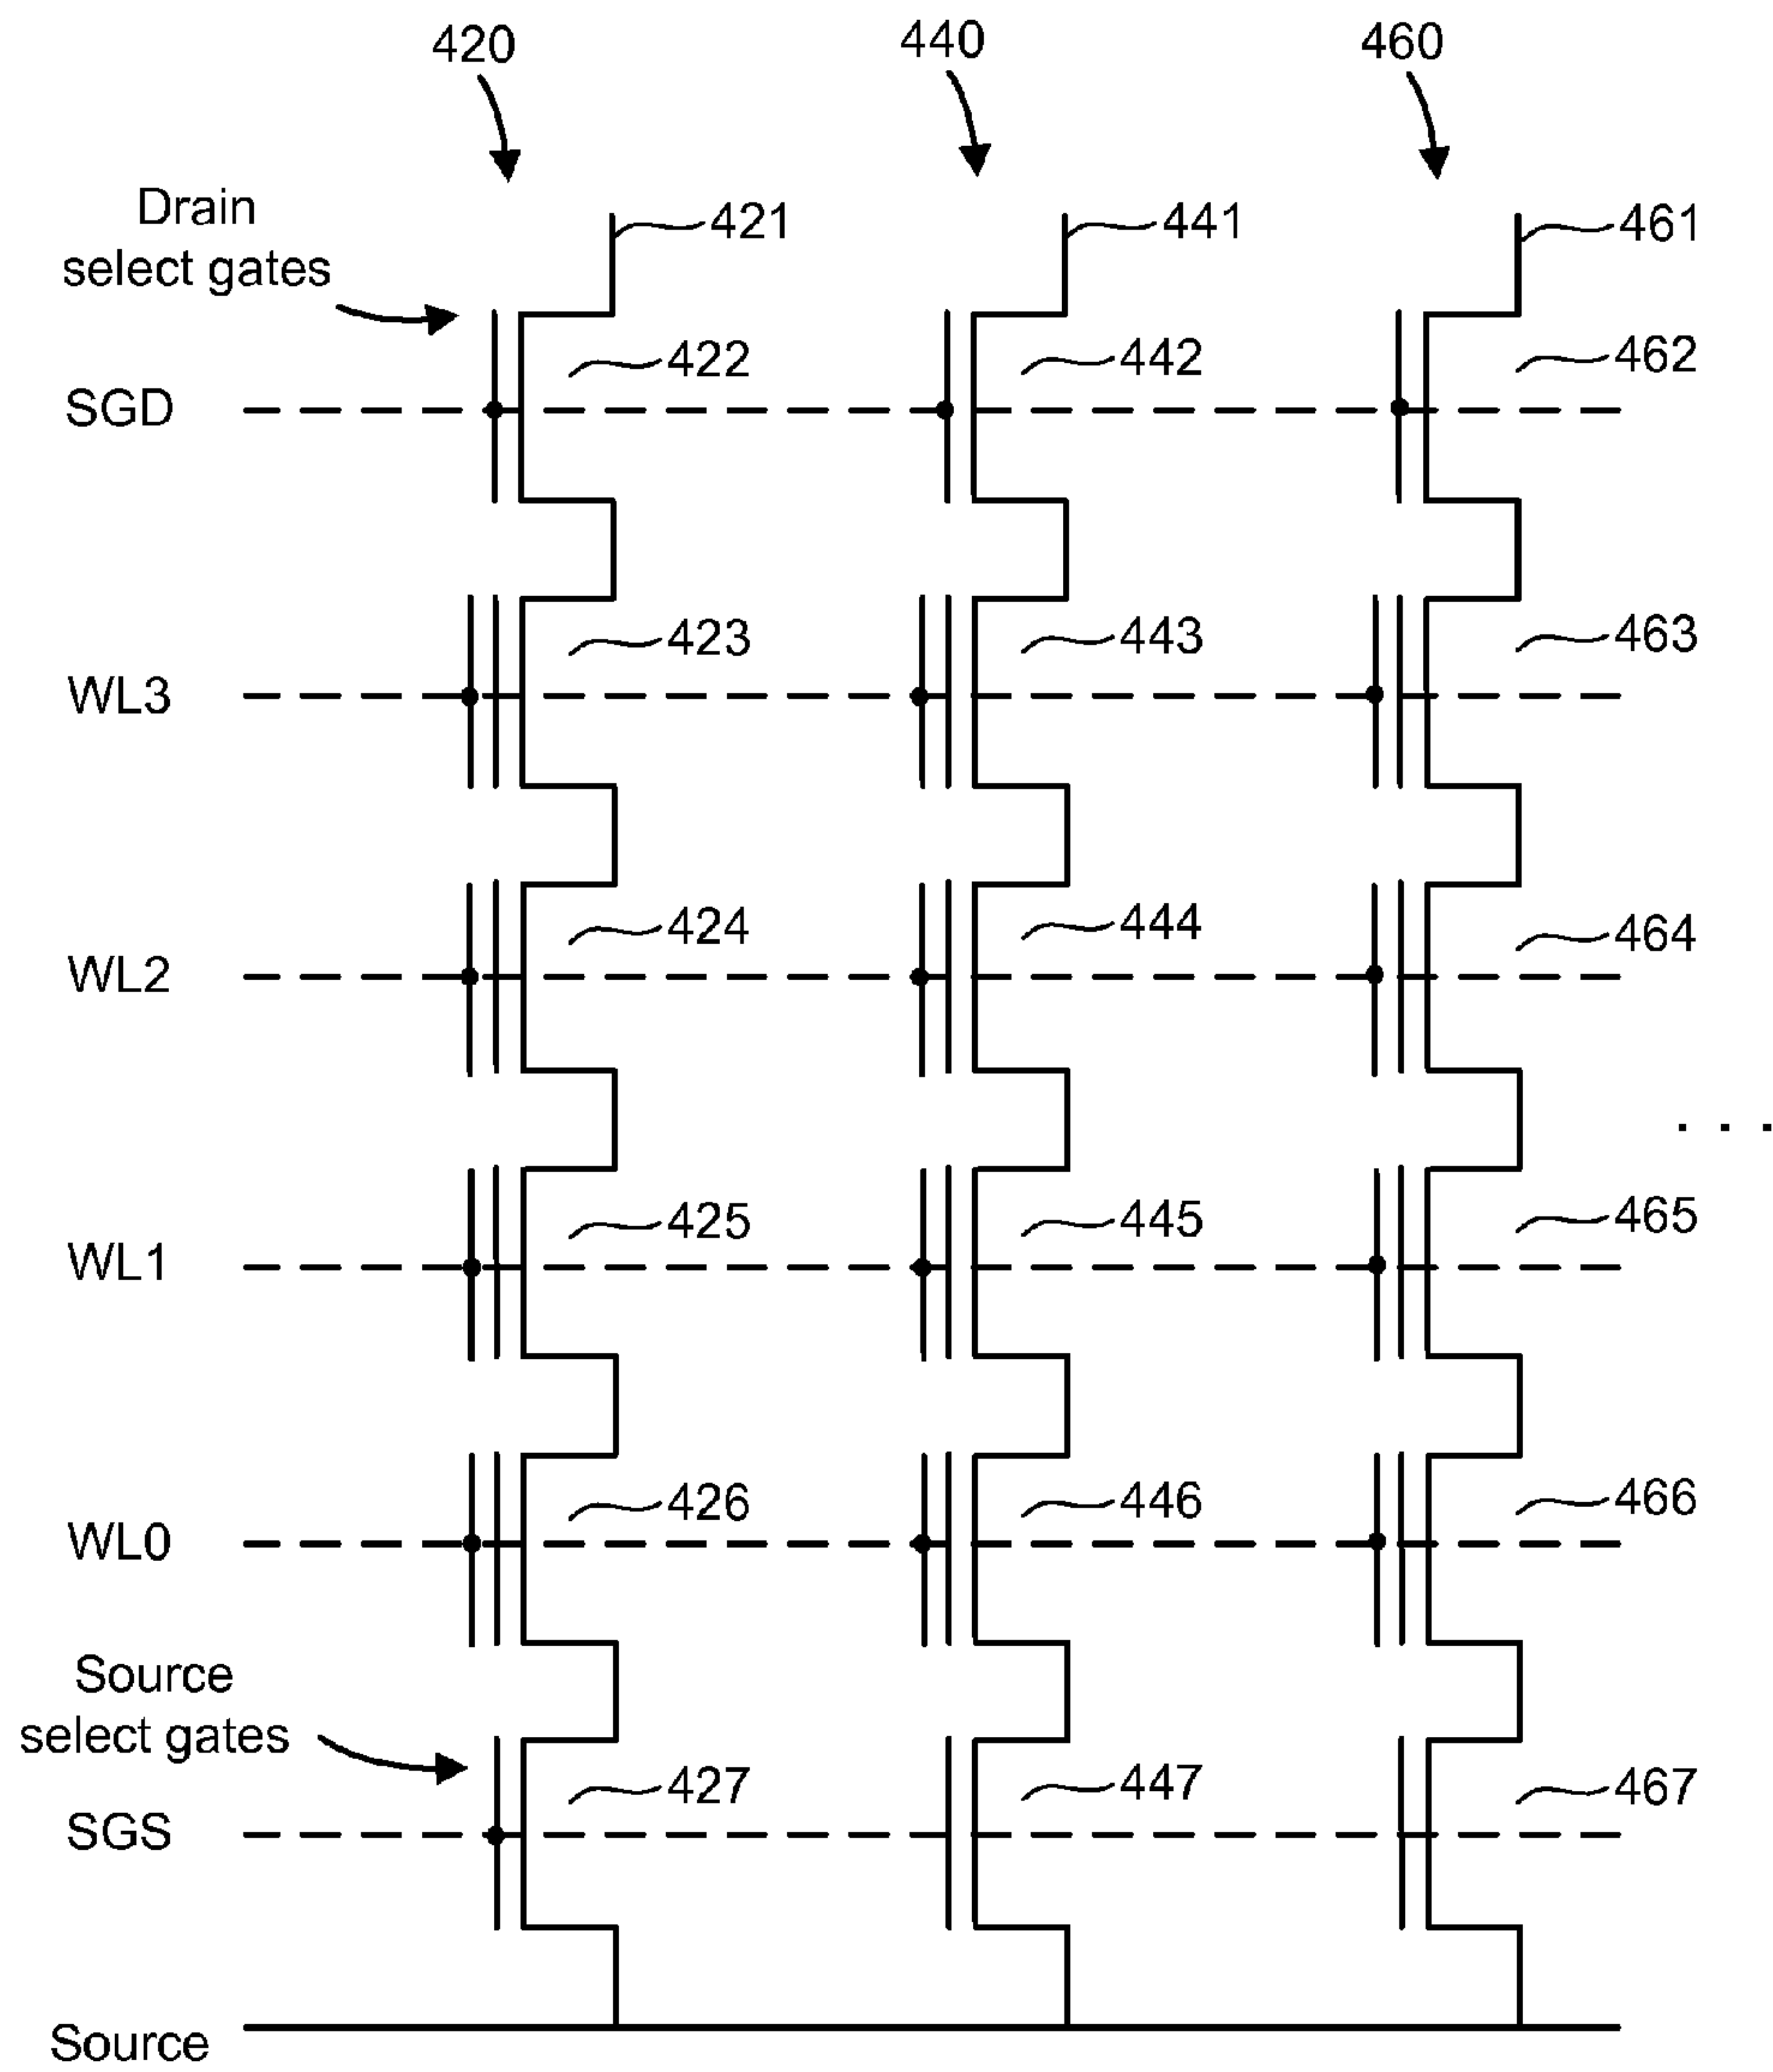 420 440 460
Drain
select gates
421 441 461
422 442 462
SGD
423 443 463
WL3
424 444 464
WL2
. . .
425 445 465
WL1
426 446 466
WL0
Source
select gates
427 447 467
SGS
Source